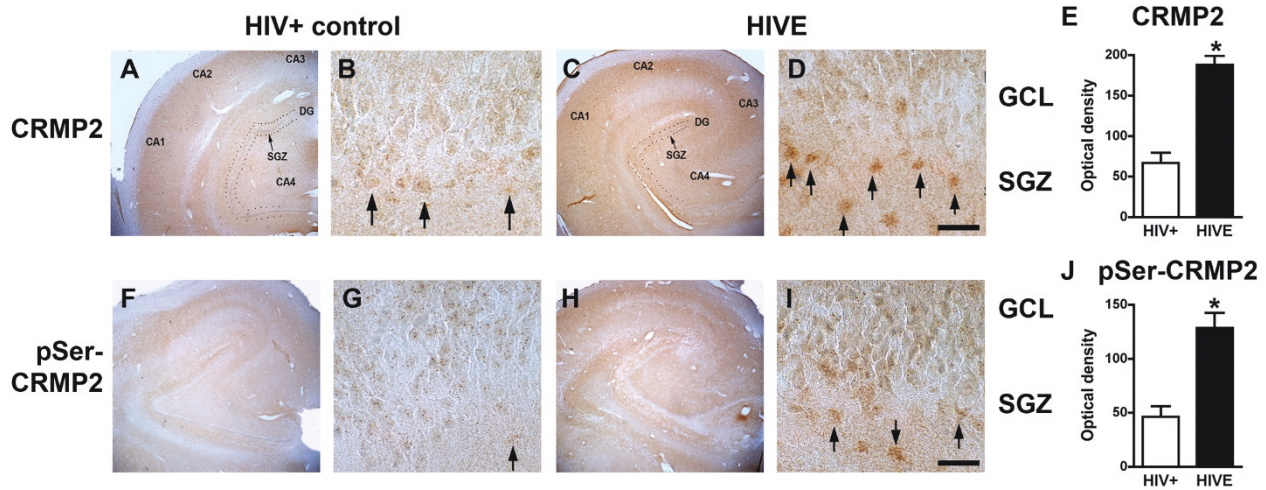 HIV+ control
HIVE
E CRMP2
CRMP2
A
CA1
CA2
CA3
DG
SGZ
CA4
B
C
CA1
CA2
CA3
DG
SGZ
CA4
D
GCL
SGZ
Optical density
200
150
100
50
0
*
HIV+ HIVE
pSer-
CRMP2
F
G
H
I
GCL
SGZ
J pSer-CRMP2
Optical density
150
100
50
0
*
HIV+ HIVE